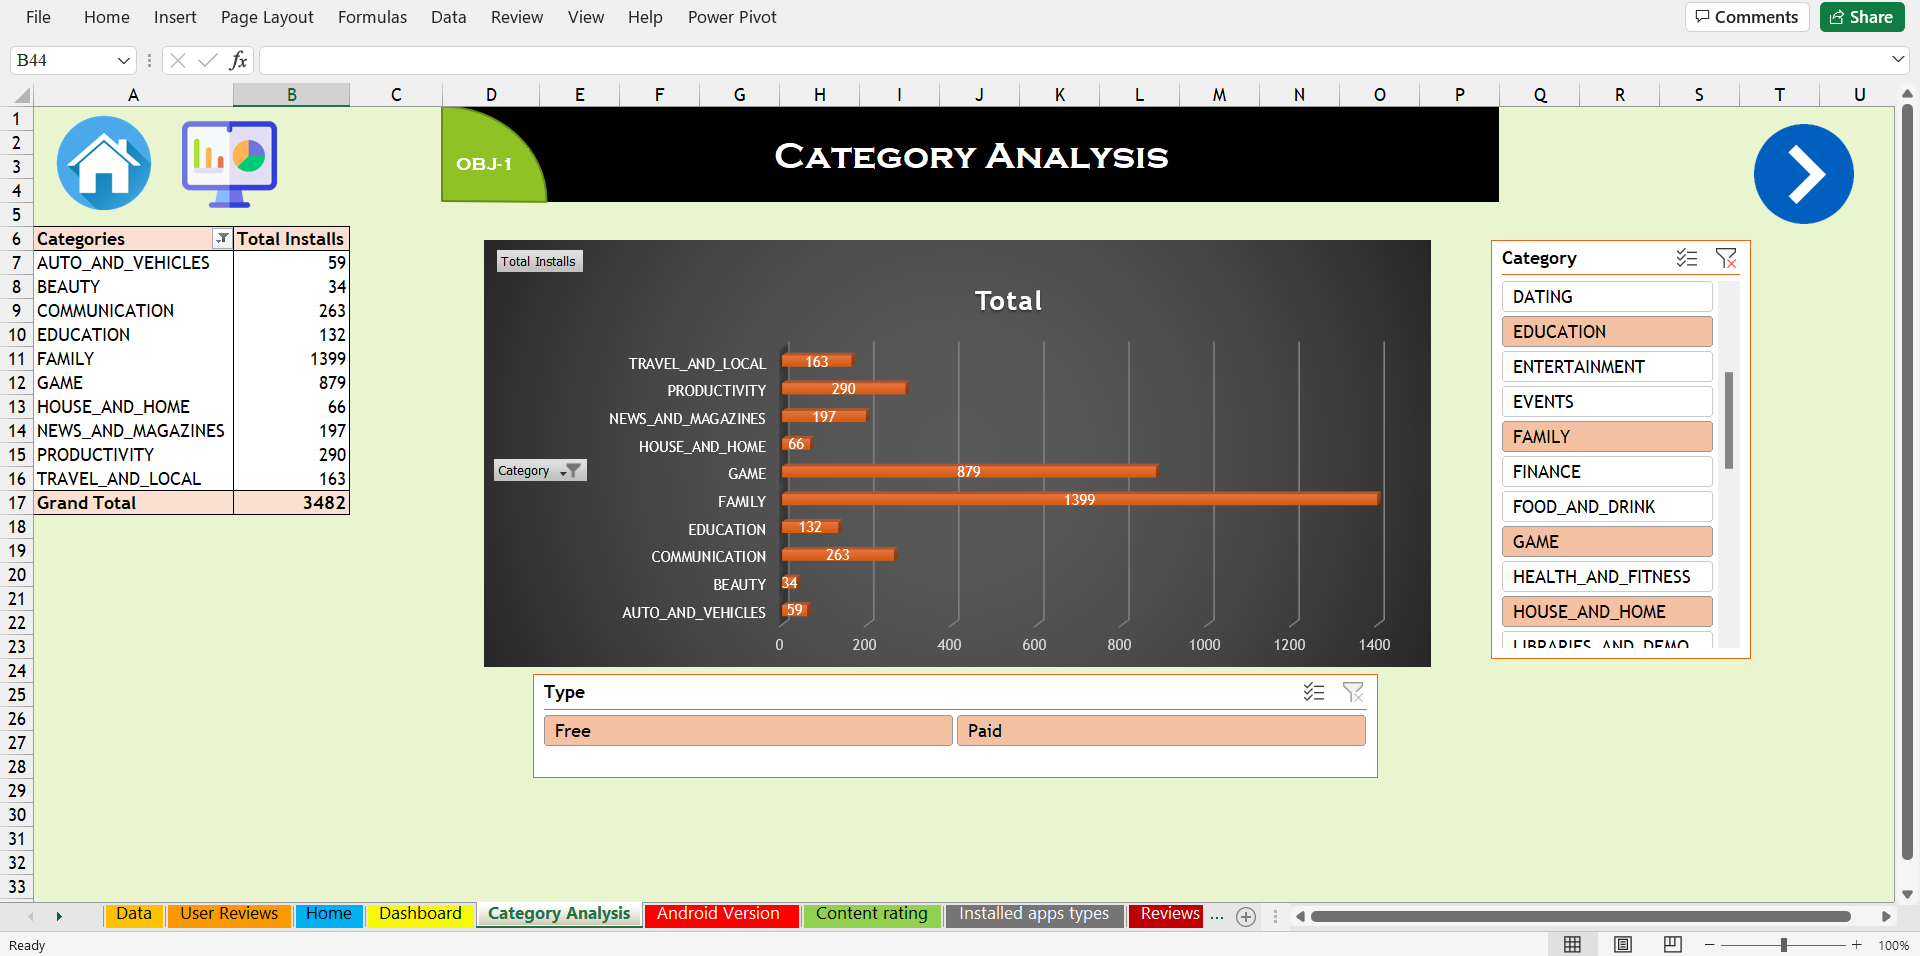 File Home Insert Page Layout Formulas Data Review View Help Power Pivot Comments Share
B44 fx
A B C D E F G H I J K L M N O P Q R S T U
1
2
3
4
5
6
7
8
9
10
11
12
13
14
15
16
17
18
19
20
21
22
23
24
25
26
27
28
29
30
31
32
33
OBJ-1
Category Analysis
Categories Total Installs
AUTO_AND_VEHICLES 59
BEAUTY 34
COMMUNICATION 263
EDUCATION 132
FAMILY 1399
GAME 879
HOUSE_AND_HOME 66
NEWS_AND_MAGAZINES 197
PRODUCTIVITY 290
TRAVEL_AND_LOCAL 163
Grand Total 3482
Total Installs
Total
Category
TRAVEL_AND_LOCAL 163
PRODUCTIVITY 290
NEWS_AND_MAGAZINES 197
HOUSE_AND_HOME 66
GAME 879
FAMILY 1399
EDUCATION 132
COMMUNICATION 263
BEAUTY 34
AUTO_AND_VEHICLES 59
0 200 400 600 800 1000 1200 1400
Category
DATING
EDUCATION
ENTERTAINMENT
EVENTS
FAMILY
FINANCE
FOOD_AND_DRINK
GAME
HEALTH_AND_FITNESS
HOUSE_AND_HOME
LIBRARIES_AND_DEMO
Type
Free Paid
Data User Reviews Home Dashboard Category Analysis Android Version Content rating Installed apps types Reviews ...
Ready 100%